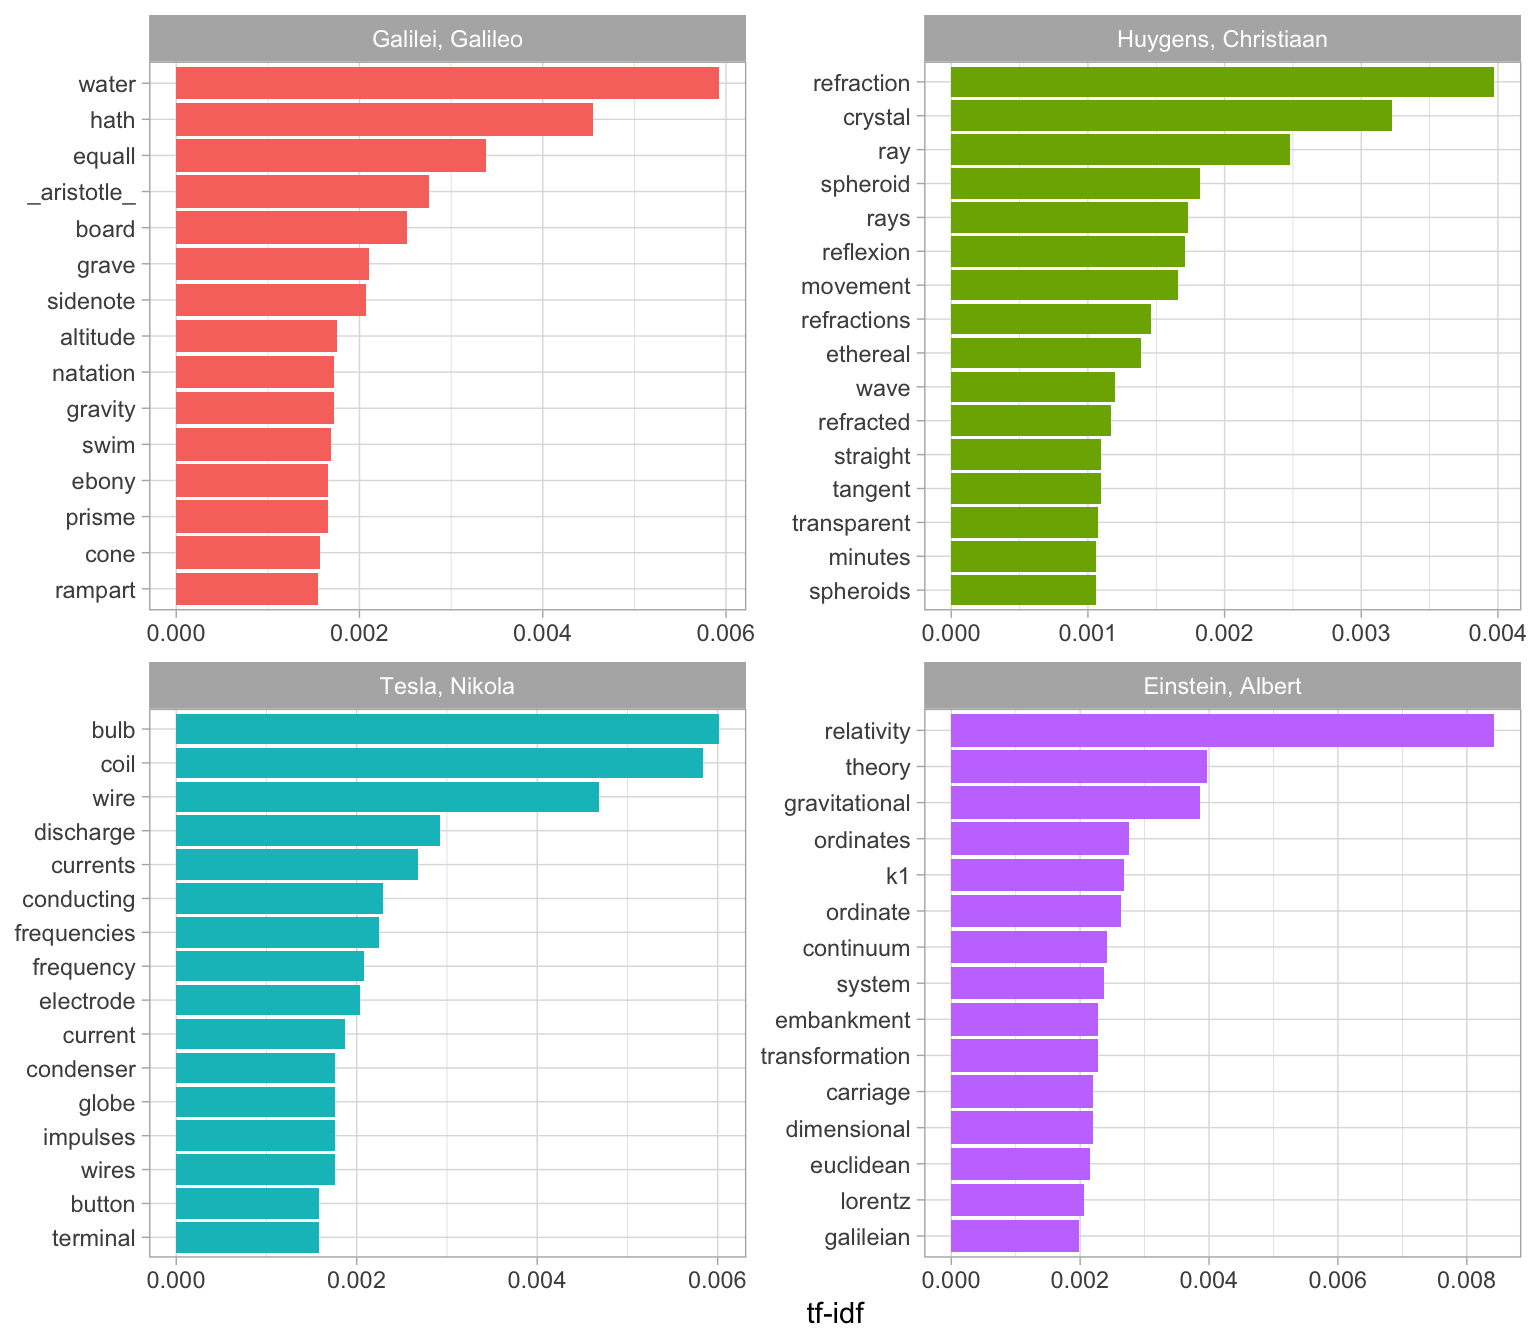 Galilei, Galileo
water
hath
equall
_aristotle_
board
grave
sidenote
altitude
natation
gravity
swim
ebony
prisme
cone
rampart
0.000 0.002 0.004 0.006
Huygens, Christiaan
refraction
crystal
ray
spheroid
rays
reflexion
movement
refractions
ethereal
wave
refracted
straight
tangent
transparent
minutes
spheroids
0.000 0.001 0.002 0.003 0.004
Tesla, Nikola
bulb
coil
wire
discharge
currents
conducting
frequencies
frequency
electrode
current
condenser
globe
impulses
wires
button
terminal
0.000 0.002 0.004 0.006
Einstein, Albert
relativity
theory
gravitational
ordinates
k1
ordinate
continuum
system
embankment
transformation
carriage
dimensional
euclidean
lorentz
galileian
0.000 0.002 0.004 0.006 0.008
tf-idf